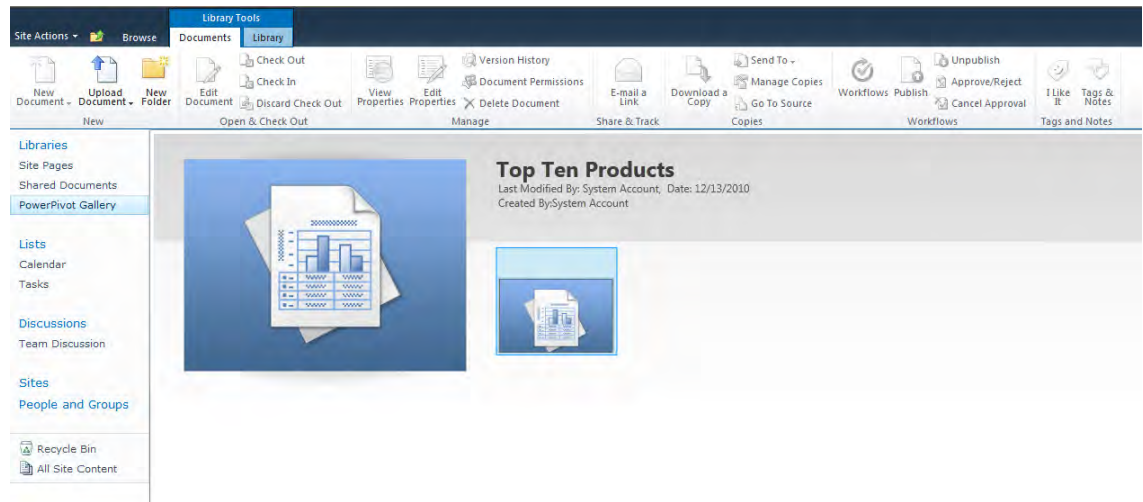 Library Tools
Site Actions
Browse
Documents
Library
New Document
Upload Document
New Folder
New
Edit Document
Check Out
Check In
Discard Check Out
Open & Check Out
View Properties
Edit Properties
Version History
Document Permissions
Delete Document
Manage
E-mail a Link
Share & Track
Download a Copy
Send To
Manage Copies
Go To Source
Copies
Workflows
Publish
Unpublish
Approve/Reject
Cancel Approval
Workflows
I Like It
Tags & Notes
Tags and Notes
Libraries
Site Pages
Shared Documents
PowerPivot Gallery
Lists
Calendar
Tasks
Discussions
Team Discussion
Sites
People and Groups
Recycle Bin
All Site Content
Top Ten Products
Last Modified By: System Account, Date: 12/13/2010
Created By:System Account